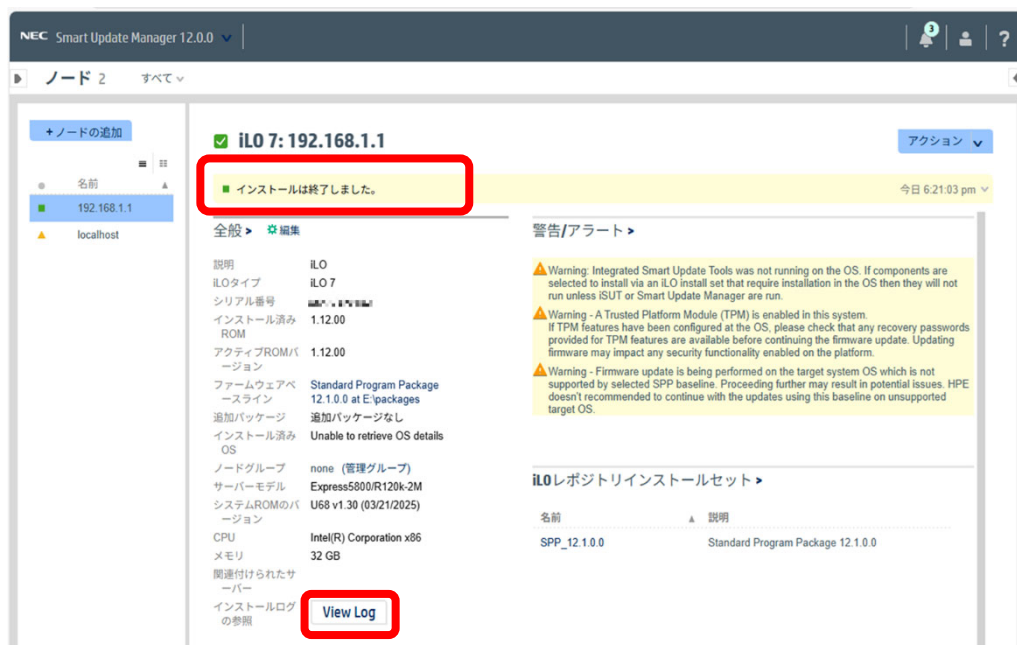 NEC Smart Update Manager 12.0.0
3
?
ノード 2 すべて
+ノードの追加
名前
192.168.1.1
localhost
iLO 7: 192.168.1.1
アクション
インストールは終了しました。
今日 6:21:03 pm
全般 > 編集
説明 iLO
iLOタイプ iLO 7
シリアル番号
インストール済み 1.12.00
ROM
アクティブROMバ 1.12.00
ージョン
ファームウェアベ Standard Program Package
ースライン 12.1.0.0 at E:\packages
追加パッケージ 追加パッケージなし
インストール済み Unable to retrieve OS details
OS
ノードグループ none (管理グループ)
サーバーモデル Express5800/R120k-2M
システムROMのバ U68 v1.30 (03/21/2025)
ージョン
CPU Intel(R) Corporation x86
メモリ 32 GB
関連付けられたサ
ーバー
インストールログ View Log
の参照
警告/アラート >
Warning: Integrated Smart Update Tools was not running on the OS. If components are
selected to install via an iLO install set that require installation in the OS then they will not
run unless iSUT or Smart Update Manager are run.
Warning - A Trusted Platform Module (TPM) is enabled in this system.
If TPM features have been configured at the OS, please check that any recovery passwords
provided for TPM features are available before continuing the firmware update. Updating
firmware may impact any security functionality enabled on the platform.
Warning - Firmware update is being performed on the target system OS which is not
supported by selected SPP baseline. Proceeding further may result in potential issues. HPE
doesn't recommended to continue with the updates using this baseline on unsupported
target OS.
iLOレポジトリインストールセット >
名前 説明
SPP_12.1.0.0 Standard Program Package 12.1.0.0